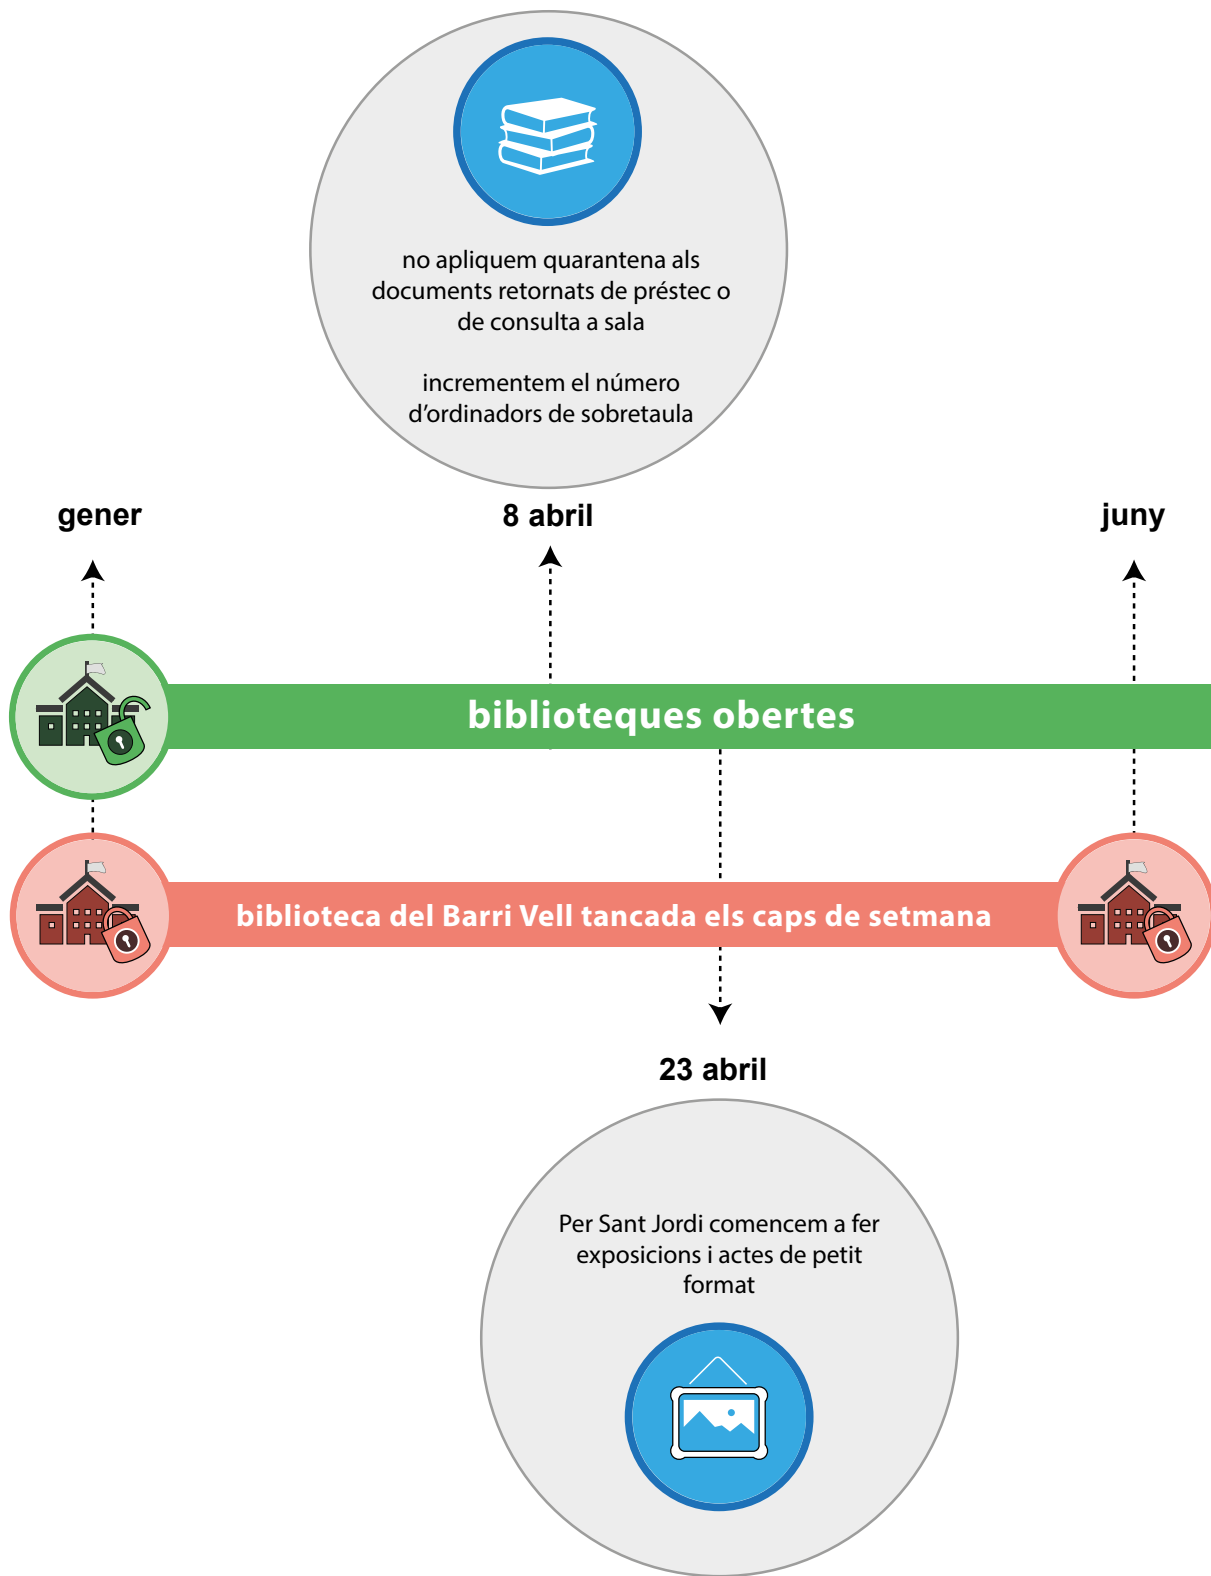 no apliquem quarantena als
documents retornats de préstec o
de consulta a sala
incrementem el número
d'ordinadors de sobretaula
gener
8 abril
juny
biblioteques obertes
biblioteca del Barri Vell tancada els caps de setmana
23 abril
Per Sant Jordi comencem a fer
exposicions i actes de petit
format